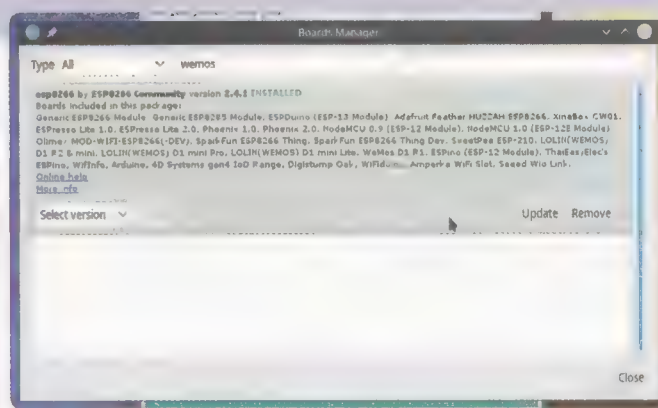 Boards Manager
Type All wemos
esp8266 by ESP8266 Community version 2.4.2 INSTALLED
Boards included in this package:
Generic ESP8266 Module, Generic ESP8285 Module, ESPDuino (ESP-13 Module), Adafruit Feather HUZZAH ESP8266, XinaBox CW01,
ESPresso Lite 1.0, ESPresso Lite 2.0, Phoenix 1.0, Phoenix 2.0, NodeMCU 0.9 (ESP-12 Module), NodeMCU 1.0 (ESP-12E Module),
Olimex MOD-WIFI-ESP8266(-DEV), SparkFun ESP8266 Thing, SparkFun ESP8266 Thing Dev, SweetPea ESP-210, LOLIN(WEMOS)
D1 R2 & mini, LOLIN(WEMOS) D1 mini Pro, LOLIN(WEMOS) D1 mini Lite, WeMos D1 R1, ESPino (ESP-12 Module), ThaiEasyElec's
ESPino, WifInfo, Arduino, 4D Systems gen4 IoD Range, Digistump Oak, Amperka WiFi Slot, Seeed Wio Link.
Online help
More info
Select version Update Remove
Close